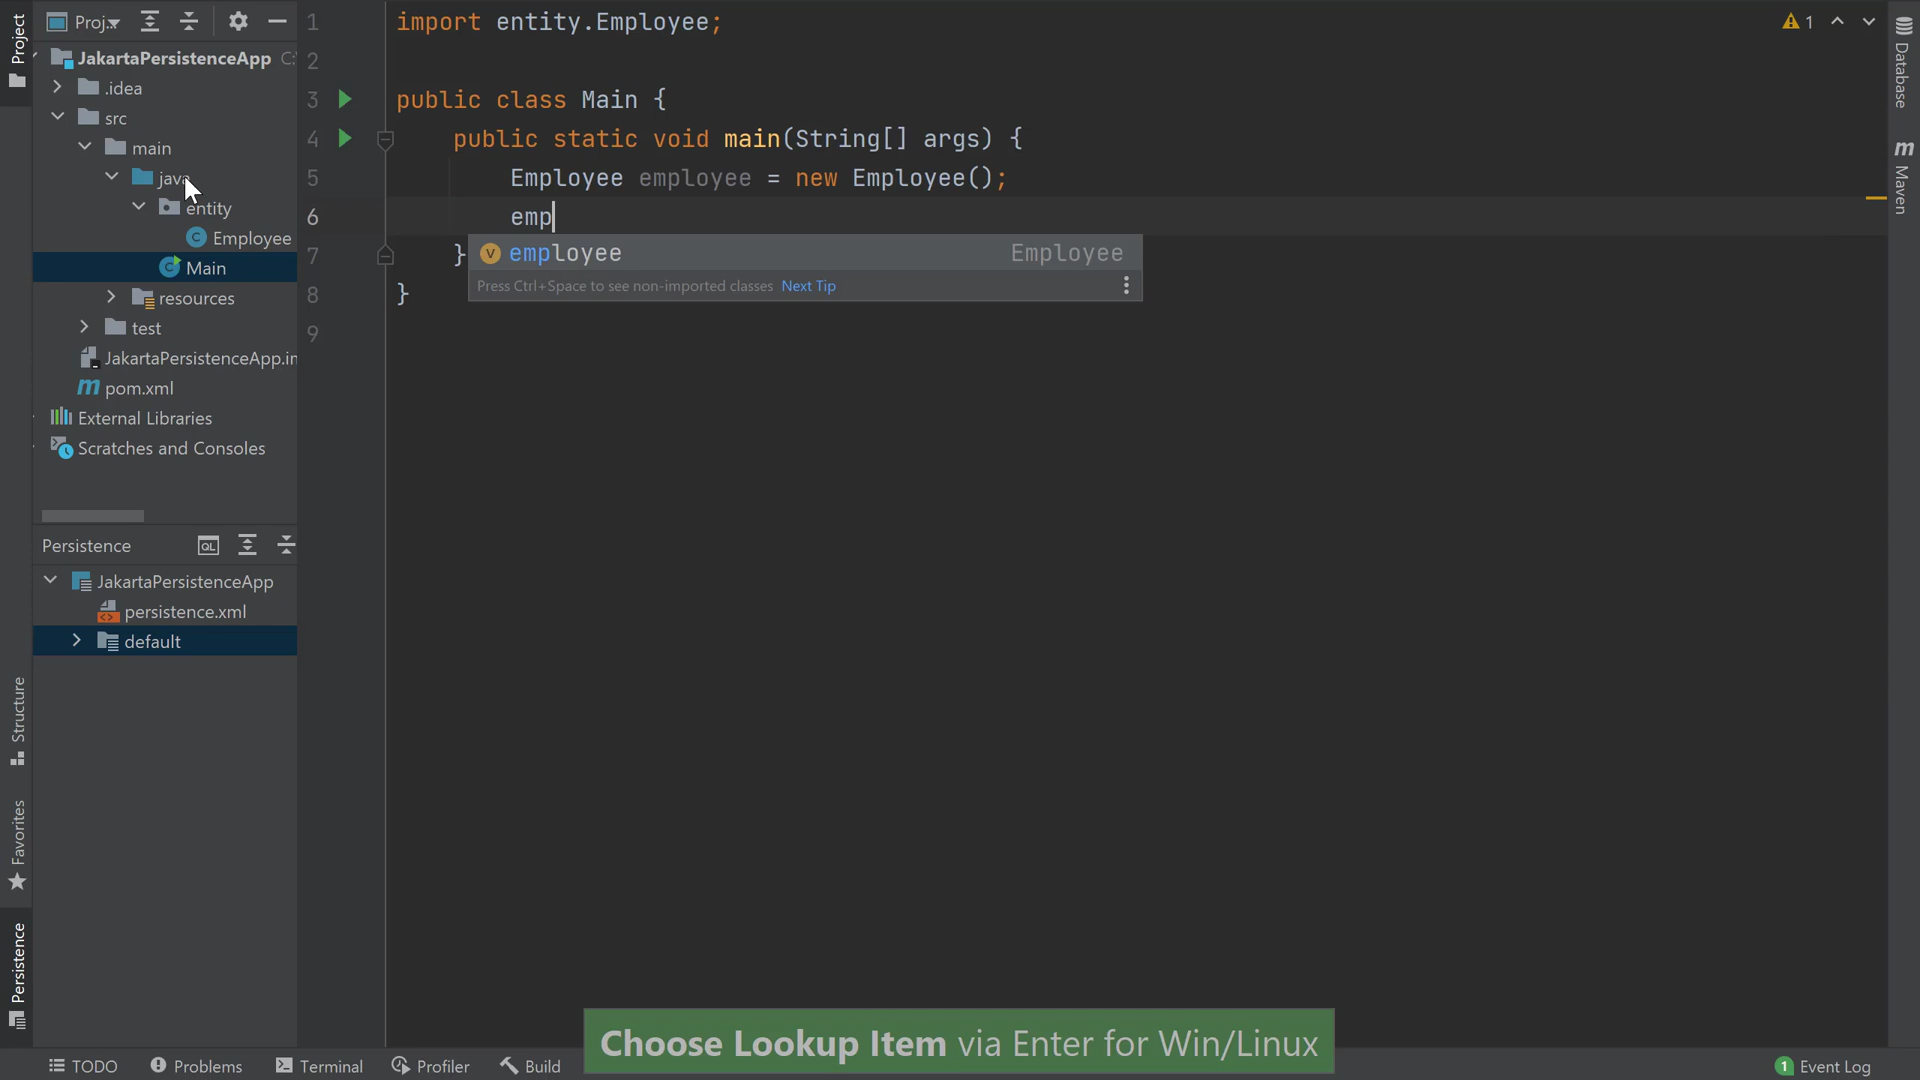 Project
Proj...
JakartaPersistenceApp C:\
.idea
src
main
java
entity
Employee
Main
resources
test
JakartaPersistenceApp.im
pom.xml
External Libraries
Scratches and Consoles
Persistence
JakartaPersistenceApp
persistence.xml
default
Structure
Favorites
Persistence
1 import entity.Employee;
2
3 public class Main {
4 public static void main(String[] args) {
5 Employee employee = new Employee();
6 emp
employee Employee
Press Ctrl+Space to see non-imported classes Next Tip
7 }
8 }
9
1
Database
m Maven
Choose Lookup Item via Enter for Win/Linux
TODO Problems Terminal Profiler Build 1 Event Log